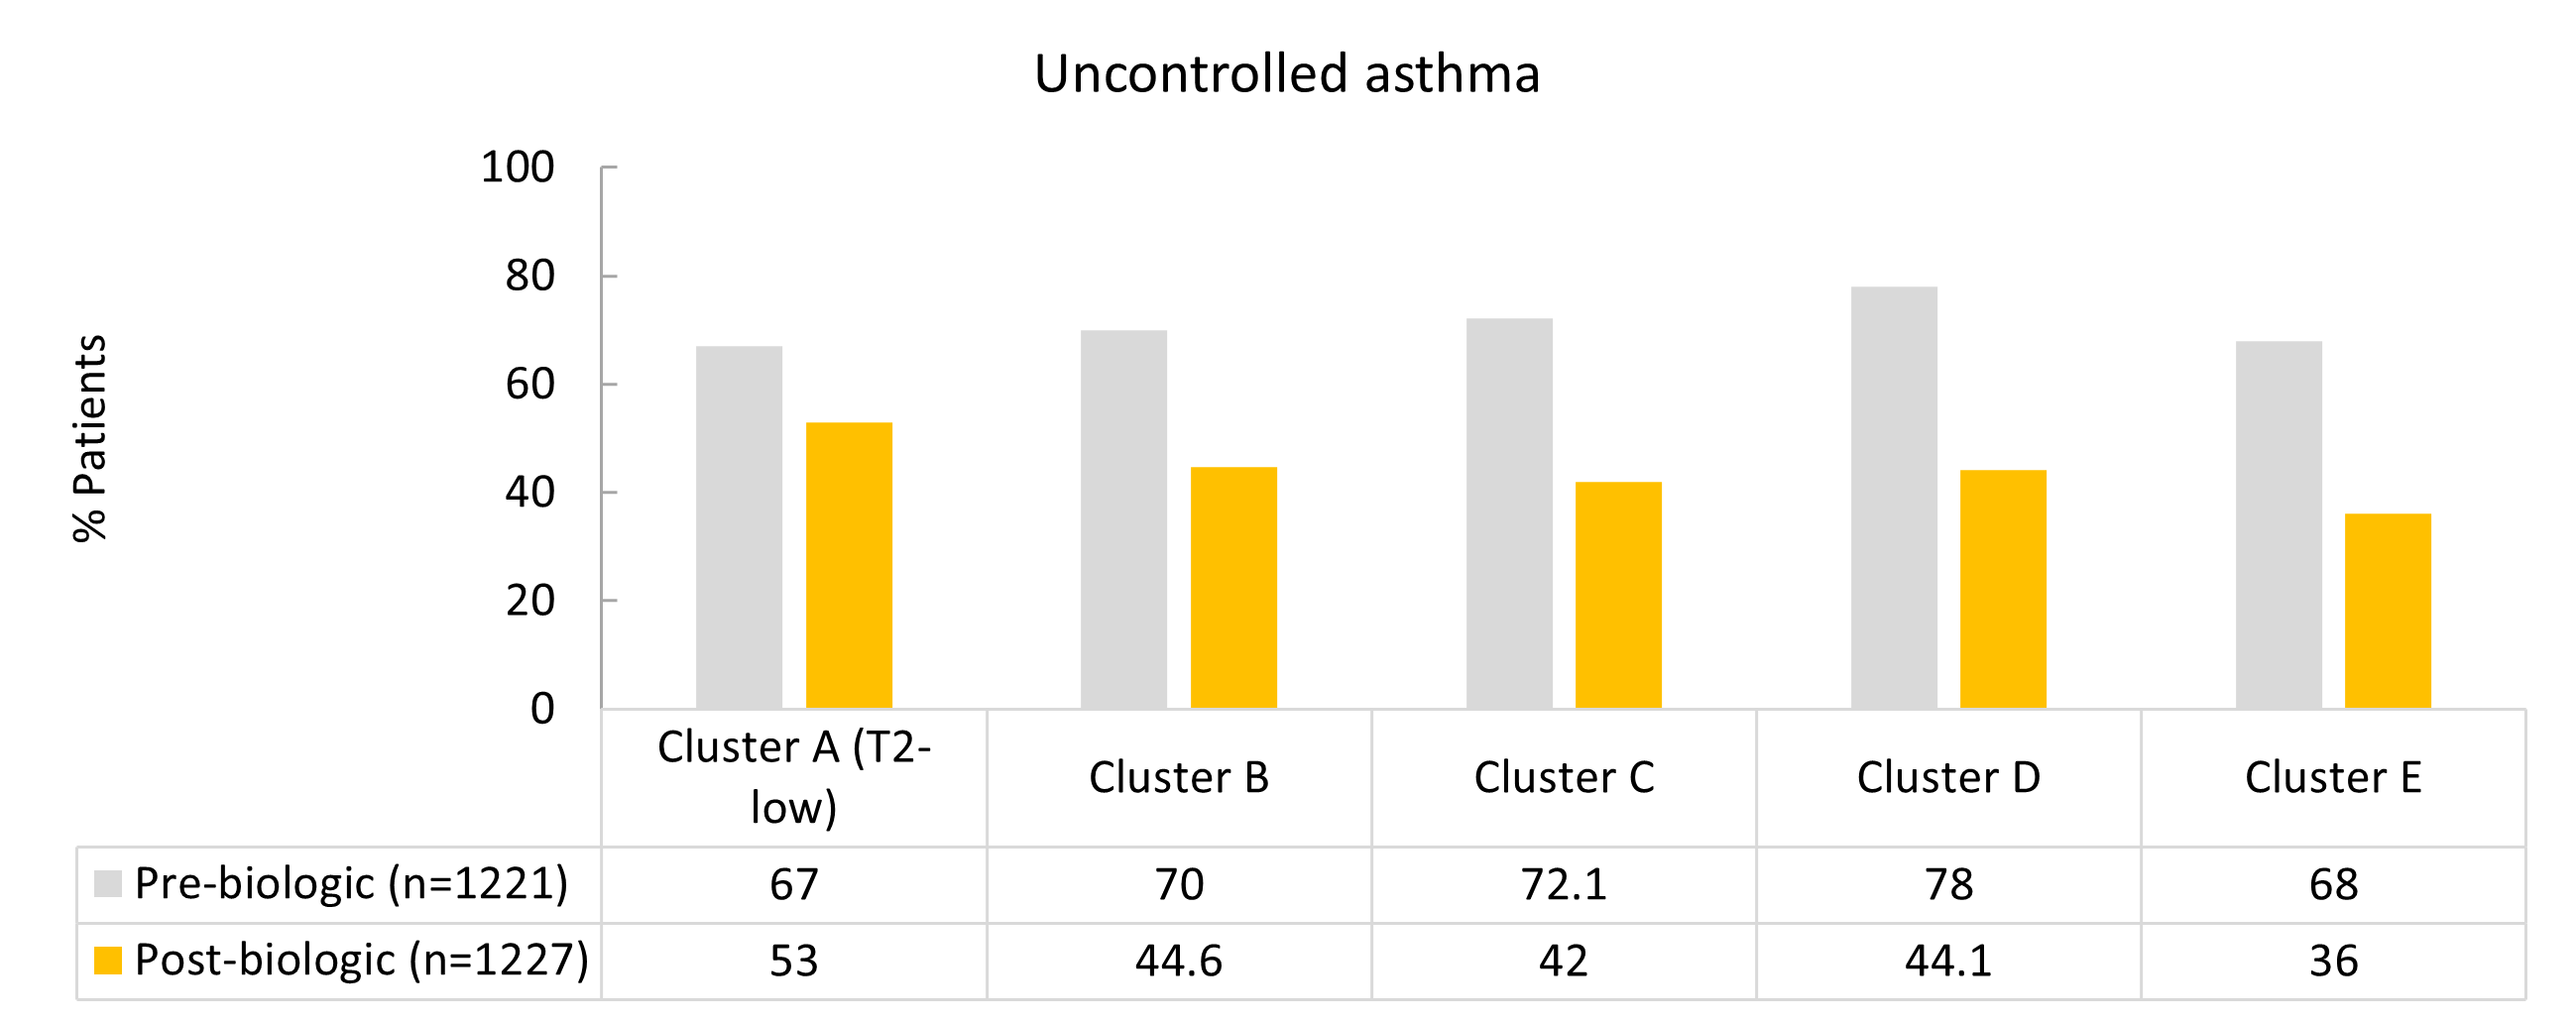 Uncontrolled asthma
100
80
60
40
20
0
% Patients
Cluster A (T2-
low)
Cluster B
Cluster C
Cluster D
Cluster E
Pre-biologic (n=1221) 67 70 72.1 78 68
Post-biologic (n=1227) 53 44.6 42 44.1 36